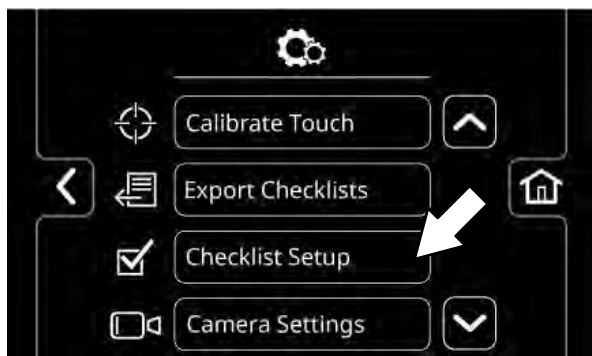 Calibrate Touch
Export Checklists
Checklist Setup
Camera Settings